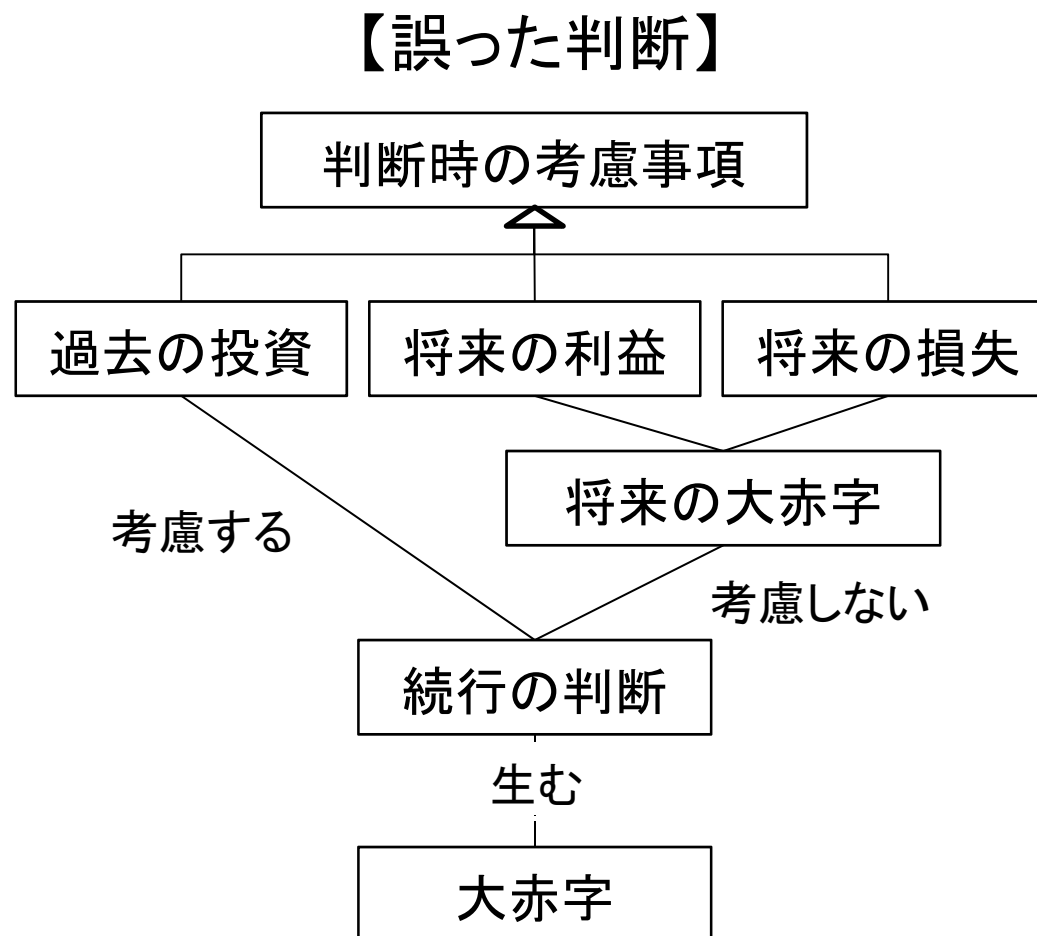 【誤った判断】
判断時の考慮事項
過去の投資
将来の利益
将来の損失
将来の大赤字
考慮する
考慮しない
続行の判断
生む
大赤字